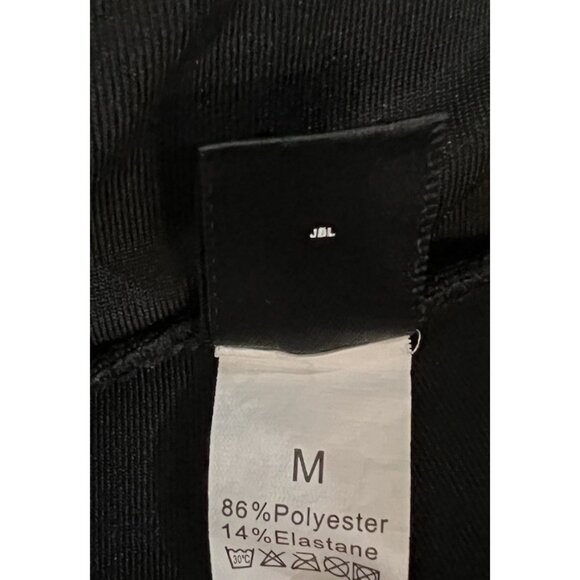 JBL
M
86%Polyester
14%Elastane
30°C